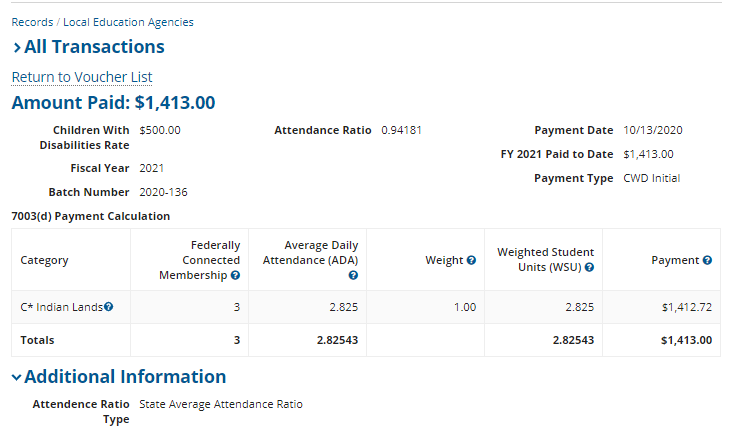 Records / Local Education Agencies
All Transactions
Return to Voucher List
Amount Paid: $1,413.00
Children With Disabilities Rate $500.00
Attendance Ratio 0.94181
Payment Date 10/13/2020
FY 2021 Paid to Date $1,413.00
Fiscal Year 2021
Payment Type CWD Initial
Batch Number 2020-136
7003(d) Payment Calculation
Category
Federally
Connected
Membership
Average Daily
Attendance (ADA)
Weight
Weighted Student
Units (WSU)
Payment
C* Indian Lands 3 2.825 1.00 2.825 $1,412.72
Totals 3 2.82543 2.82543 $1,413.00
Additional Information
Attendence Ratio State Average Attendance Ratio
Type